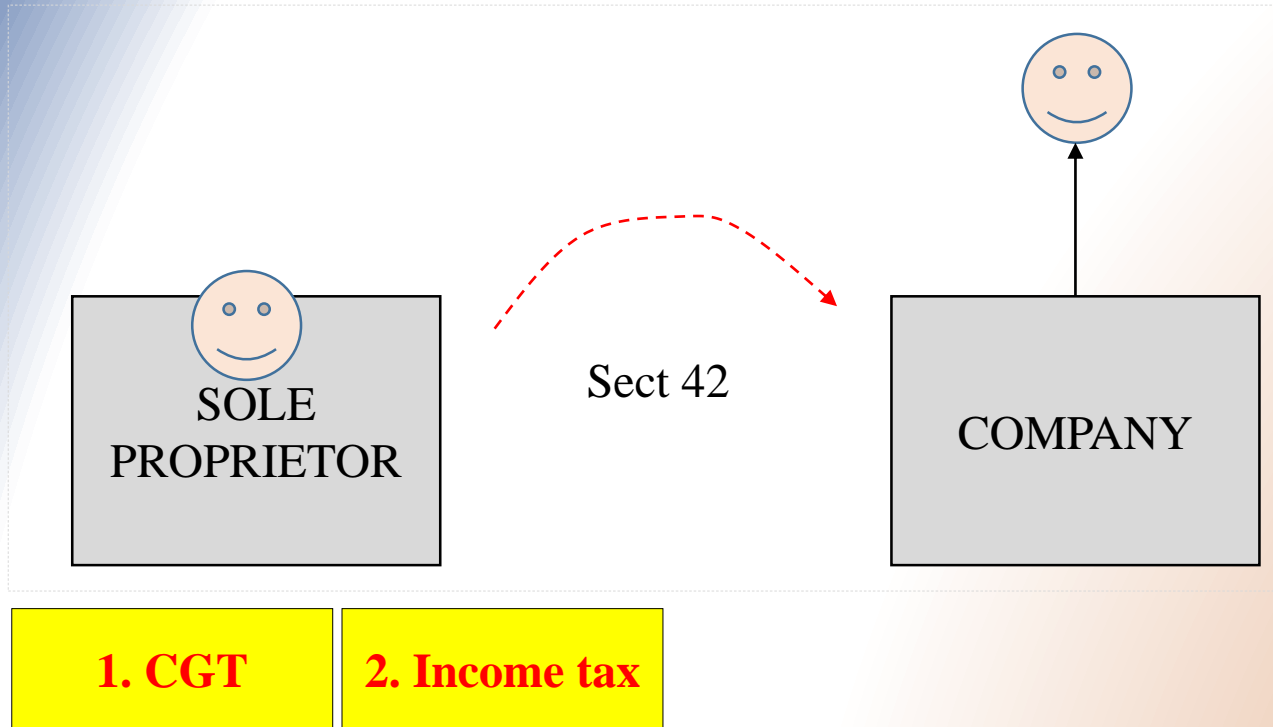 SOLE
PROPRIETOR
Sect 42
COMPANY
1. CGT
2. Income tax